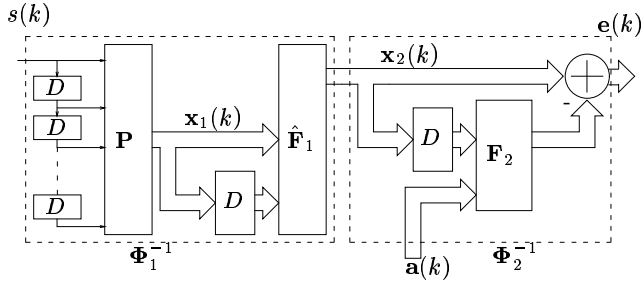 s(k)
e(k)
x₂(k)
D
D
x₁(k)
P
F̂₁
-
D
F₂
D
D
Φ₁⁻¹
a(k)
Φ₂⁻¹